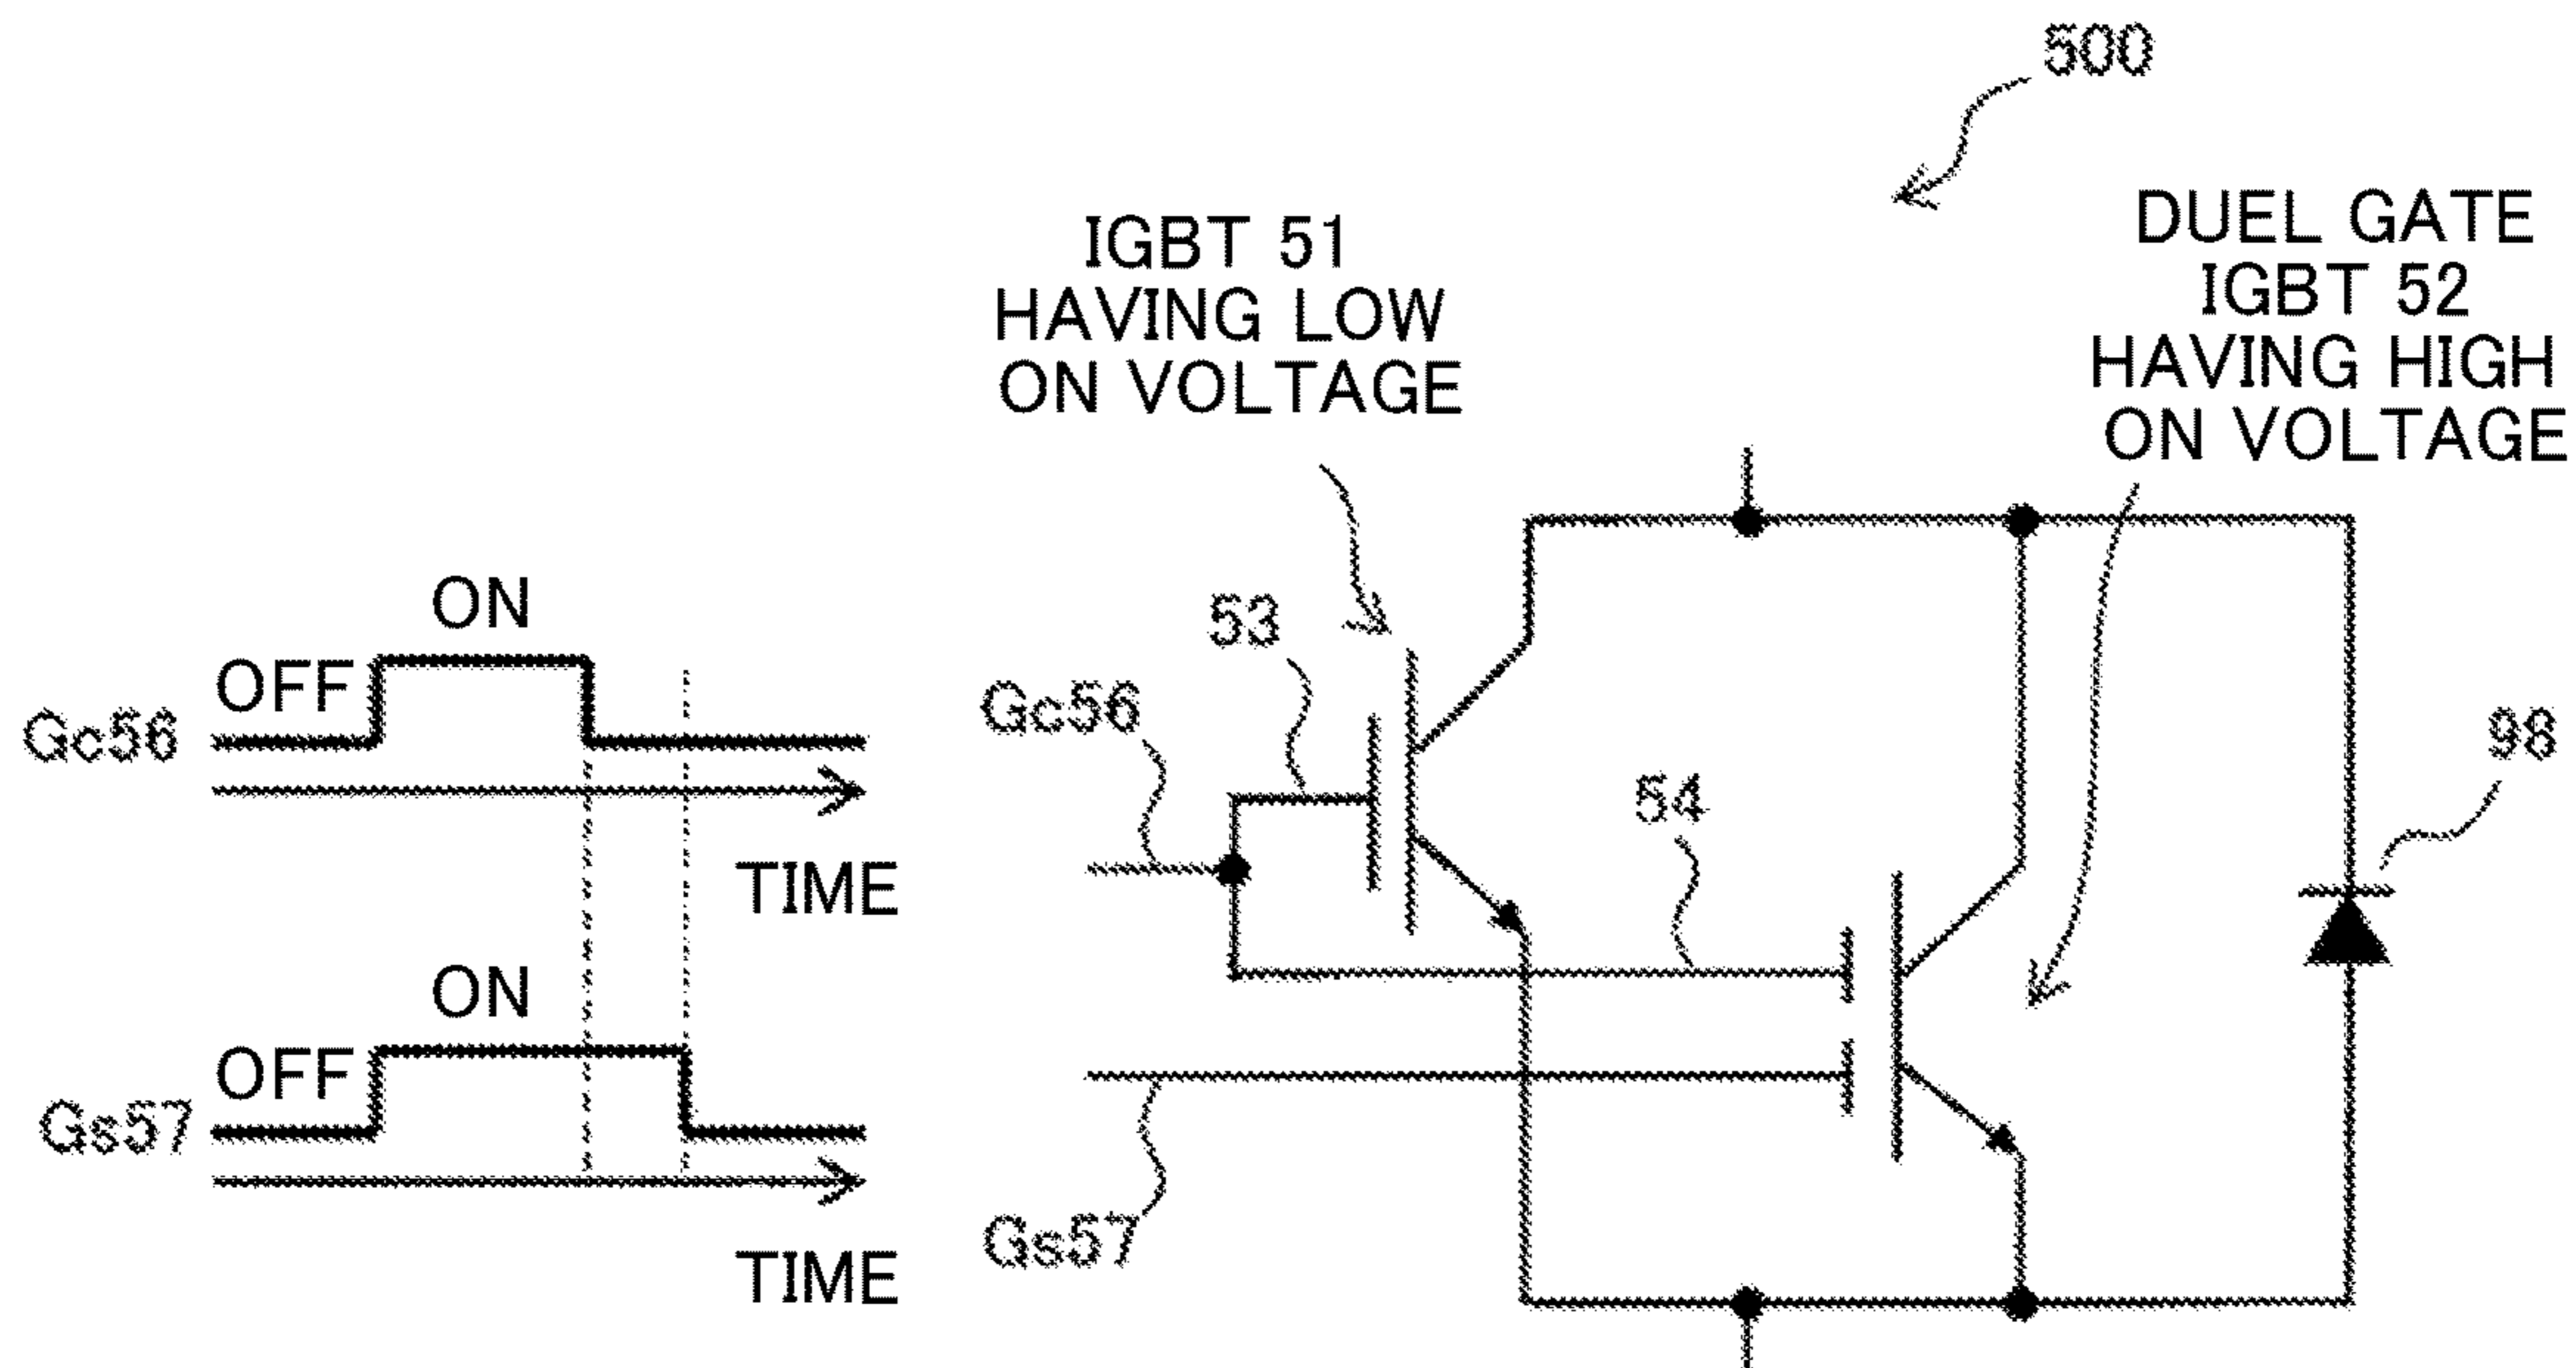 500
IGBT 51
HAVING LOW
ON VOLTAGE
DUEL GATE
IGBT 52
HAVING HIGH
ON VOLTAGE
ON
OFF
Gc56
TIME
ON
OFF
Gs57
TIME
53
Gc56
54
98
Gs57